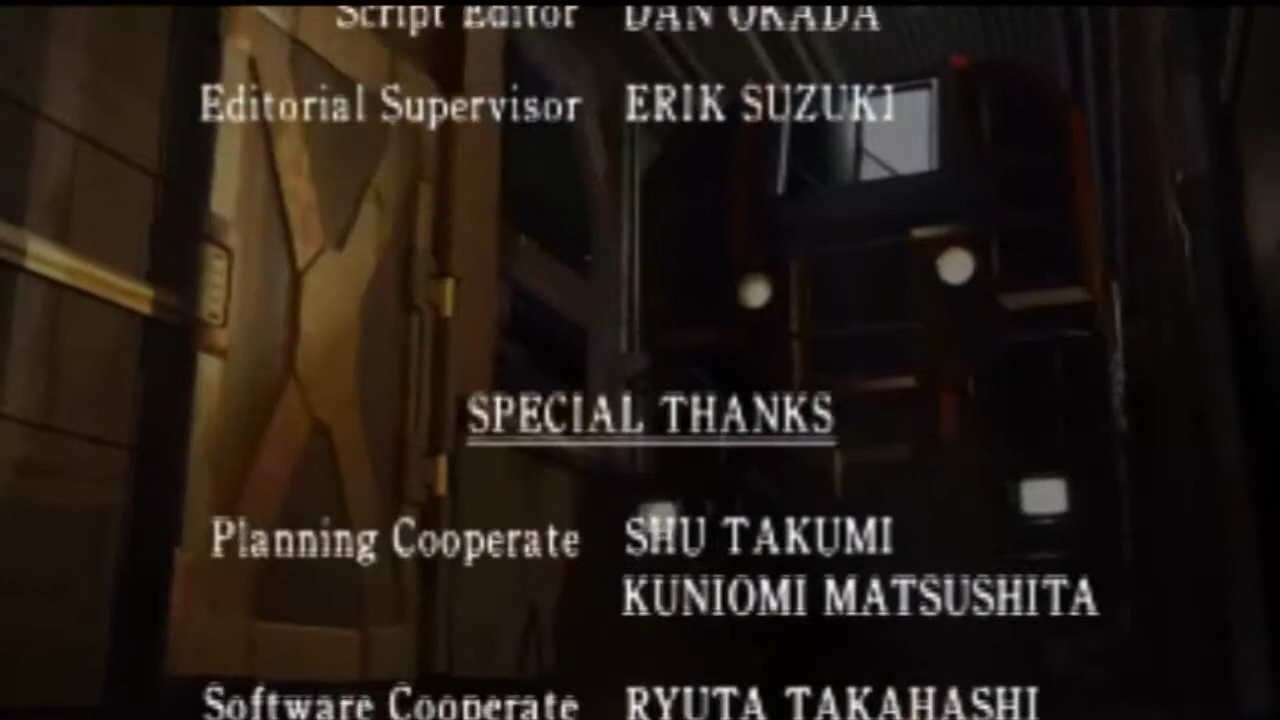 Script Editor DAN OKADA
Editorial Supervisor ERIK SUZUKI
SPECIAL THANKS
Planning Cooperate SHU TAKUMI
KUNIOMI MATSUSHITA
Software Cooperate RYUTA TAKAHASHI